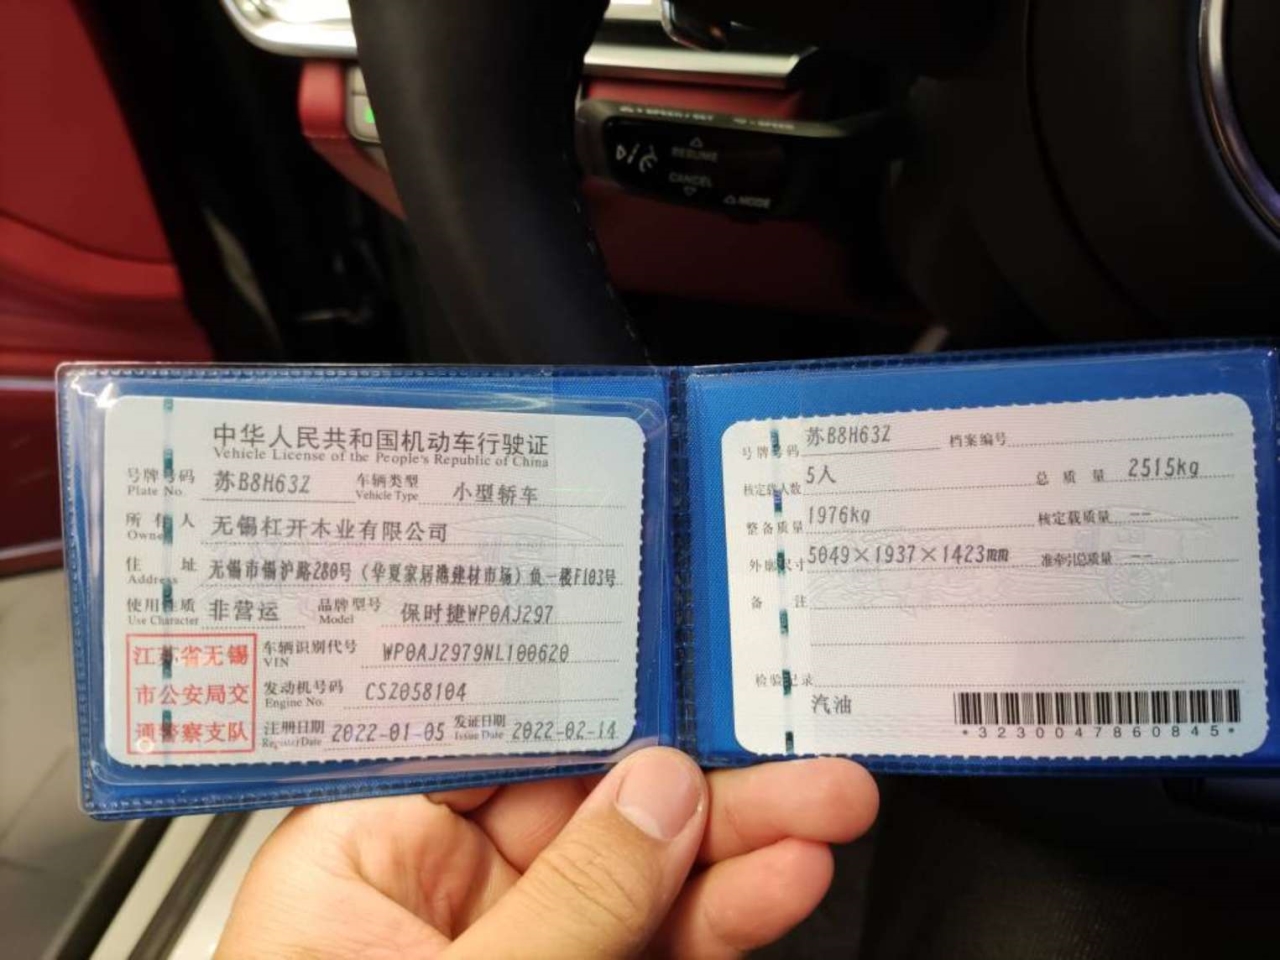 RESUME
CANCEL
MODE
中华人民共和国机动车行驶证
Vehicle License of the People's Republic of China
号牌号码 苏B8H63Z 车辆类型 小型轿车
Plate No. Vehicle Type
所有人 无锡杠开木业有限公司
Owner
住址 无锡市锡沪路280号（华夏家居港建材市场）负一楼F103号
Address
使用性质 非营运 品牌型号 保时捷WP0AJ297
Use Character Model
江苏省无锡
市公安局交
通警察支队
车辆识别代号 WP0AJ2979NL100620
VIN
发动机号码 CSZ058104
Engine No.
注册日期 2022-01-05 发证日期 2022-02-14
Register Date Issue Date
号牌号码 苏B8H63Z 档案编号
核定载人数 5人 总质量 2515kg
整备质量 1976kg 核定载质量 --
外廓尺寸 5049×1937×1423mm 准牵引总质量 --
备注
检验记录
汽油
*3230047860845*